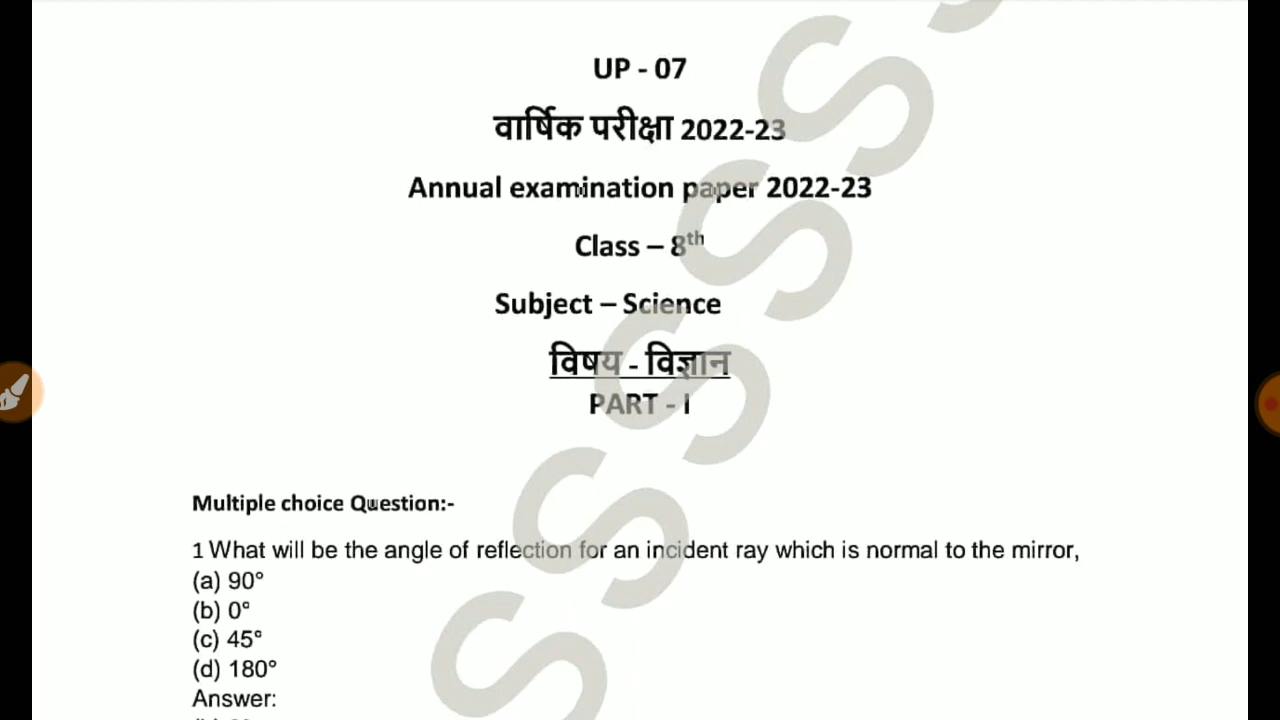 UP - 07
वार्षिक परीक्षा 2022-23
Annual examination paper 2022-23
Class – 8th
Subject – Science
विषय - विज्ञान
PART - I
Multiple choice Question:-
1 What will be the angle of reflection for an incident ray which is normal to the mirror,
(a) 90°
(b) 0°
(c) 45°
(d) 180°
Answer: